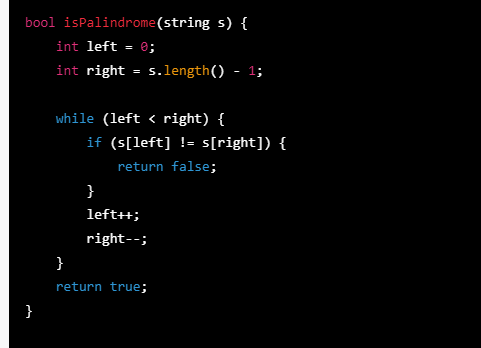 bool isPalindrome(string s) {
    int left = 0;
    int right = s.length() - 1;

    while (left < right) {
        if (s[left] != s[right]) {
            return false;
        }
        left++;
        right--;
    }
    return true;
}